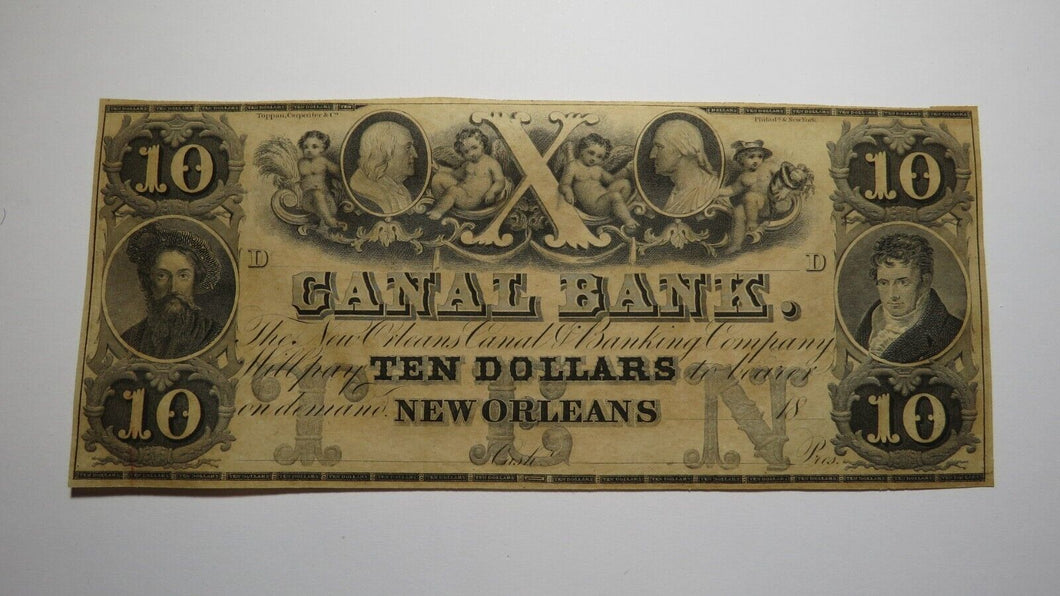 Toppan, Carpenter & Co. Philada. & New York.
10 X 10
D D
CANAL BANK.
The New Orleans Canal & Banking Company
Will pay TEN DOLLARS to bearer
on demand. NEW ORLEANS 18
TEN
10 10
Cash. Pres.